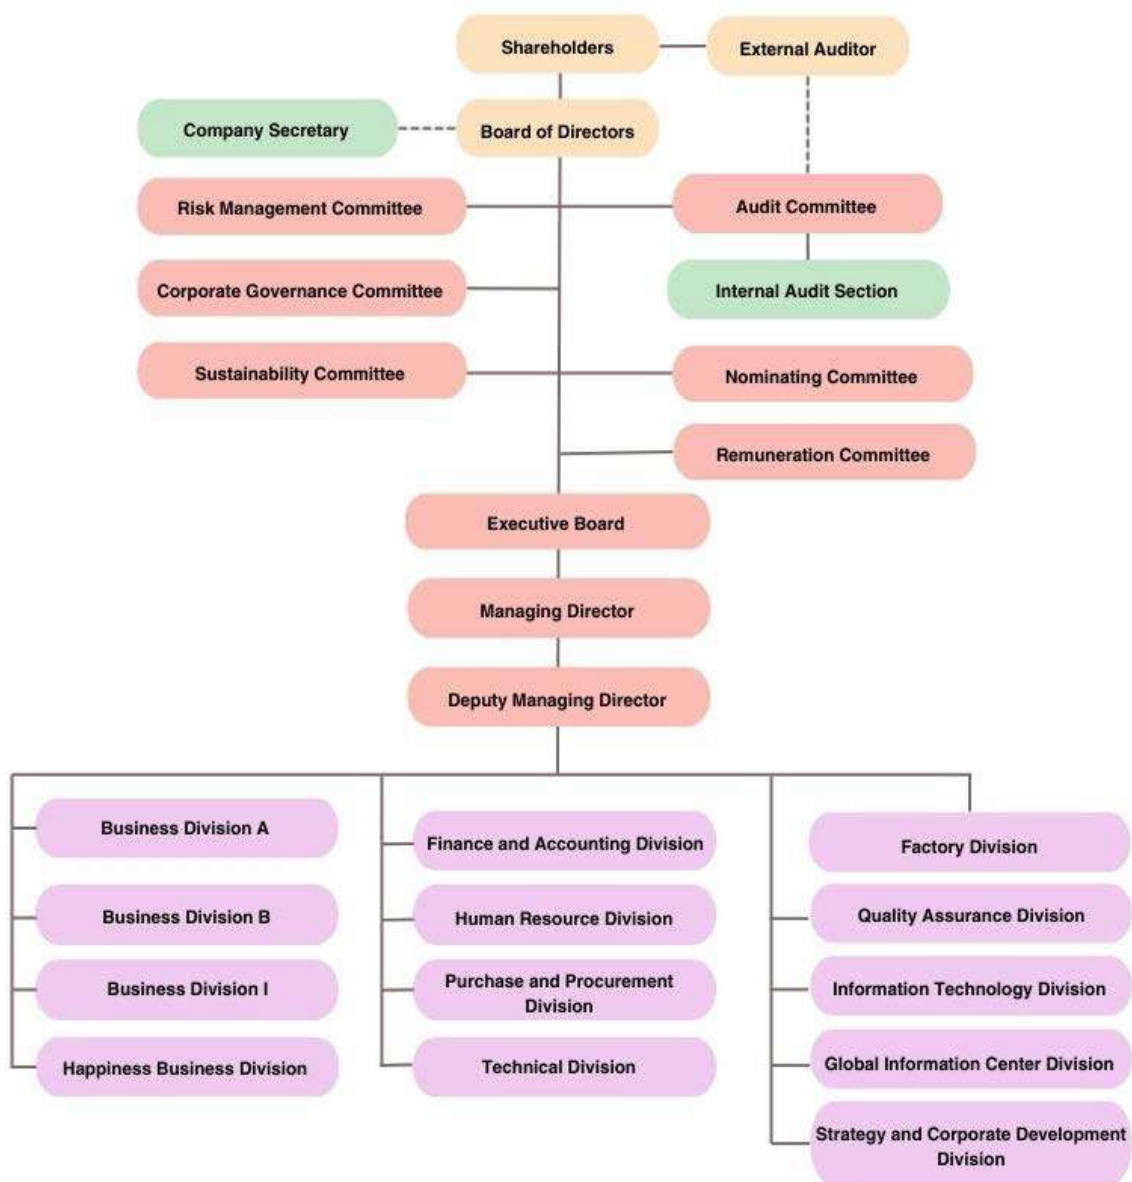 Shareholders
External Auditor
Company Secretary
Board of Directors
Risk Management Committee
Audit Committee
Corporate Governance Committee
Internal Audit Section
Sustainability Committee
Nominating Committee
Remuneration Committee
Executive Board
Managing Director
Deputy Managing Director
Business Division A
Business Division B
Business Division I
Happiness Business Division
Finance and Accounting Division
Human Resource Division
Purchase and Procurement
Division
Technical Division
Factory Division
Quality Assurance Division
Information Technology Division
Global Information Center Division
Strategy and Corporate Development
Division